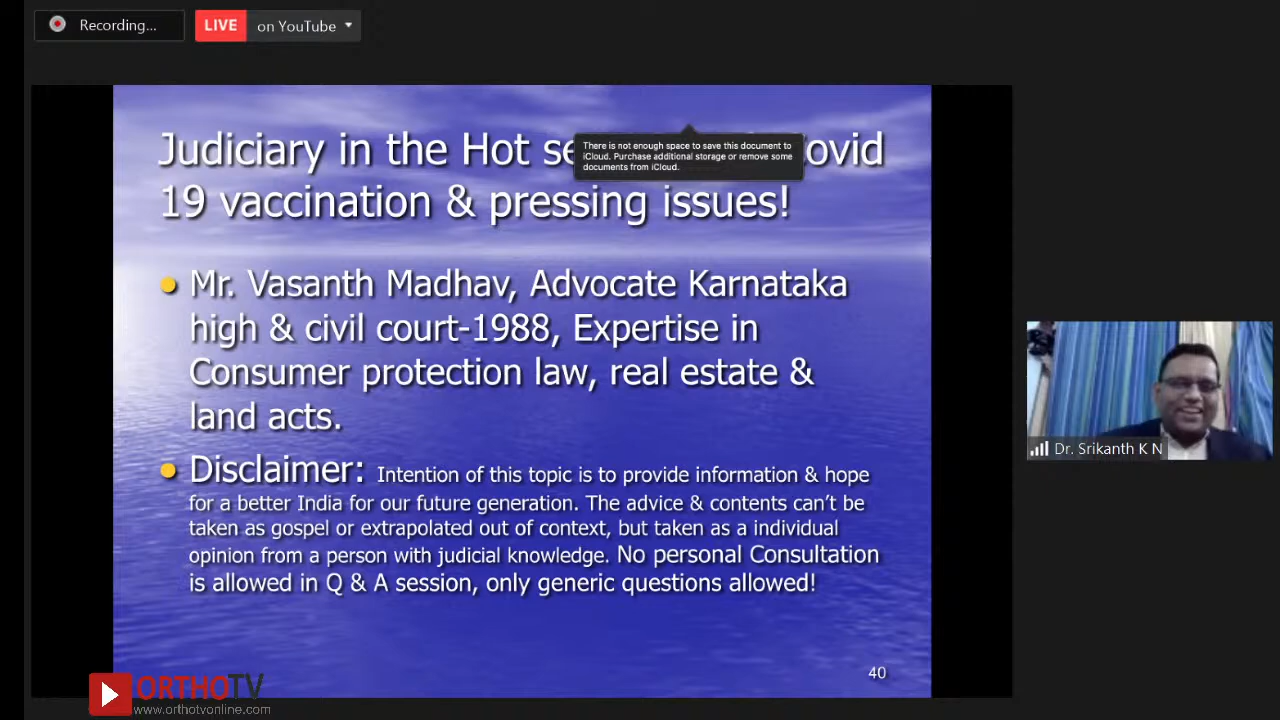 Recording...
LIVE on YouTube
Judiciary in the Hot ovid
There is not enough space to save this document to
iCloud. Purchase additional storage or remove some
documents from iCloud.
19 vaccination & pressing issues!
Mr. Vasanth Madhav, Advocate Karnataka
high & civil court-1988, Expertise in
Consumer protection law, real estate &
land acts.
Disclaimer: Intention of this topic is to provide information & hope
for a better India for our future generation. The advice & contents can't be
taken as gospel or extrapolated out of context, but taken as a individual
opinion from a person with judicial knowledge. No personal Consultation
is allowed in Q & A session, only generic questions allowed!
40
Dr. Srikanth K N
ORTHOTV
www.orthotvonline.com